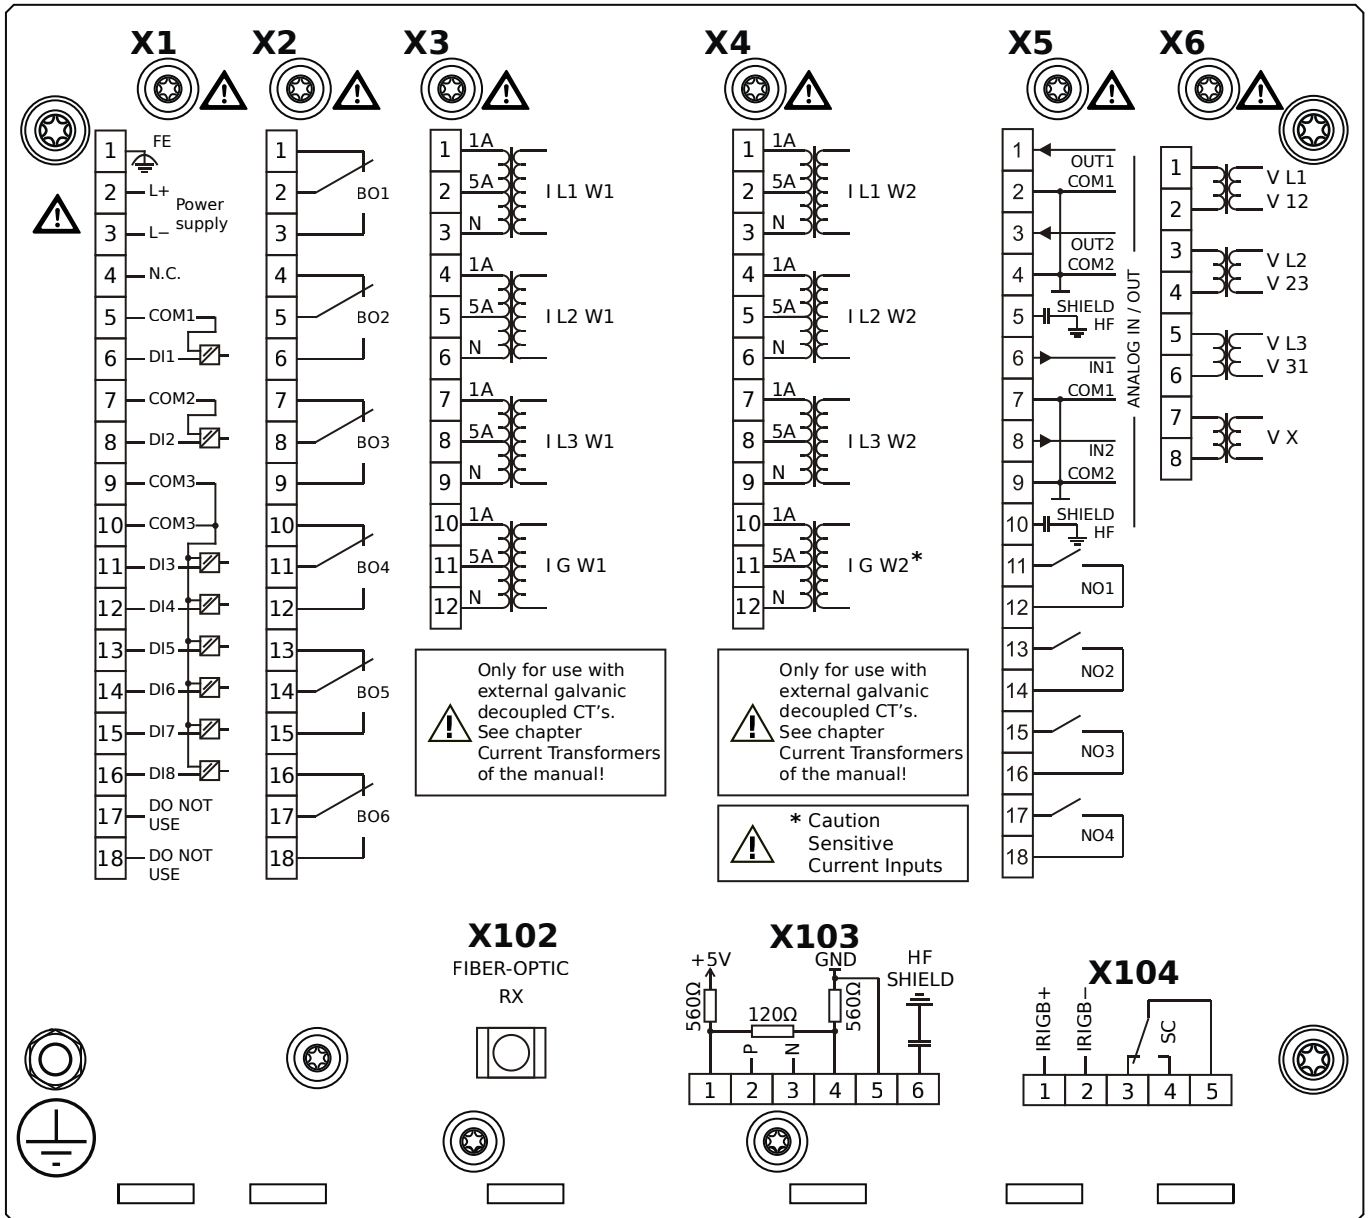 X1
X2
X3
X4
X5
X6
1
FE
2
L+
Power
supply
3
L−
4
N.C.
5
COM1
6
DI1
7
COM2
8
DI2
9
COM3
10
COM3
11
DI3
12
DI4
13
DI5
14
DI6
15
DI7
16
DI8
17
DO NOT
USE
18
DO NOT
USE
1
2
BO1
3
4
5
BO2
6
7
8
BO3
9
10
11
BO4
12
13
14
BO5
15
16
17
BO6
18
1 1A
2 5A I L1 W1
3 N
4 1A
5 5A I L2 W1
6 N
7 1A
8 5A I L3 W1
9 N
10 1A
11 5A I G W1
12 N
Only for use with
external galvanic
decoupled CT’s.
See chapter
Current Transformers
of the manual!
1 1A
2 5A I L1 W2
3 N
4 1A
5 5A I L2 W2
6 N
7 1A
8 5A I L3 W2
9 N
10 1A
11 5A I G W2*
12 N
Only for use with
external galvanic
decoupled CT’s.
See chapter
Current Transformers
of the manual!
* Caution
Sensitive
Current Inputs
1
OUT1
2
COM1
3
OUT2
4
COM2
5
SHIELD
HF
6
IN1
7
COM1
8
IN2
9
COM2
10
SHIELD
HF
ANALOG IN / OUT
11
NO1
12
13
NO2
14
15
NO3
16
17
NO4
18
1
V L1
2
V 12
3
V L2
4
V 23
5
V L3
6
V 31
7
V X
8
X102
FIBER-OPTIC
RX
X103
+5V
GND
HF
SHIELD
560Ω
120Ω
560Ω
P
N
1 2 3 4 5 6
X104
IRIGB+
IRIGB−
SC
1 2 3 4 5